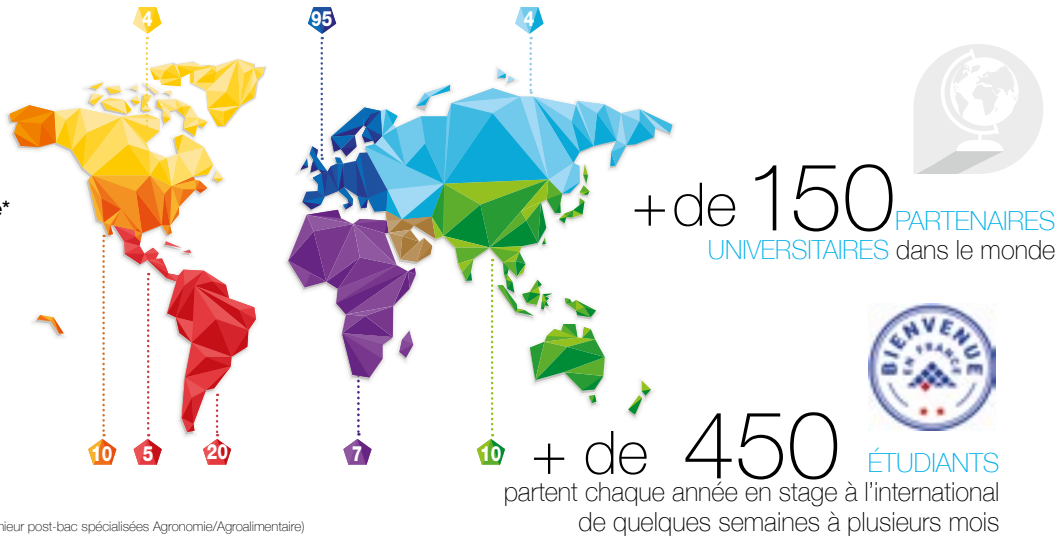 4
95
4
e*
+ de 150 PARTENAIRES
UNIVERSITAIRES dans le monde
BIENVENUE
EN FRANCE
10
5
20
7
10
+ de 450 ÉTUDIANTS
partent chaque année en stage à l'international
de quelques semaines à plusieurs mois
nieur post-bac spécialisées Agronomie/Agroalimentaire)